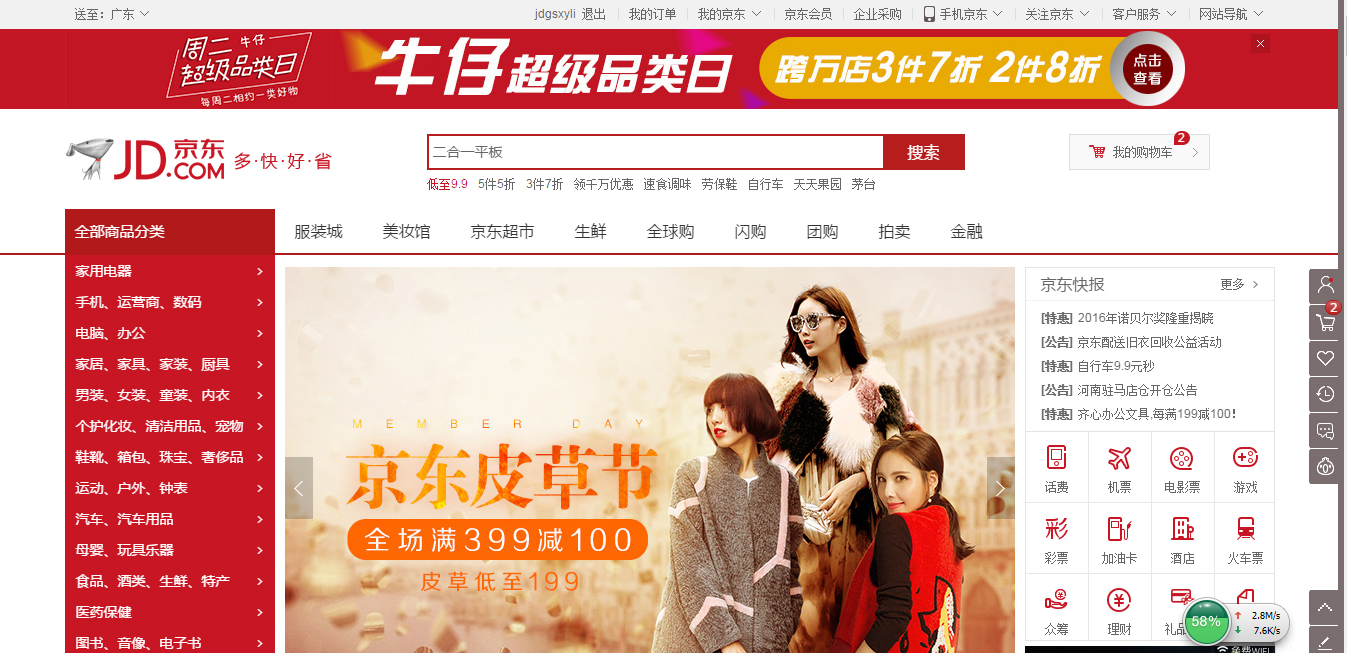 送至：广东
jdgsxyli 退出 我的订单 我的京东 京东会员 企业采购 手机京东 关注京东 客户服务 网站导航
周二 牛仔
超级品类日
每周二相约一类好物
牛仔超级品类日
跨万店3件7折 2件8折
点击
查看
JD.COM 京东
多·快·好·省
二合一平板
搜索
我的购物车
2
低至9.9 5件5折 3件7折 领千万优惠 速食调味 劳保鞋 自行车 天天果园 茅台
全部商品分类
服装城 美妆馆 京东超市 生鲜 全球购 闪购 团购 拍卖 金融
家用电器
手机、运营商、数码
电脑、办公
家居、家具、家装、厨具
男装、女装、童装、内衣
个护化妆、清洁用品、宠物
鞋靴、箱包、珠宝、奢侈品
运动、户外、钟表
汽车、汽车用品
母婴、玩具乐器
食品、酒类、生鲜、特产
医药保健
图书、音像、电子书
MEMBER DAY
京东皮草节
全场满399减100
皮草低至199
京东快报
更多
[特惠] 2016年诺贝尔奖隆重揭晓
[公告] 京东配送旧衣回收公益活动
[特惠] 自行车9.9元秒
[公告] 河南驻马店仓开仓公告
[特惠] 齐心办公文具,每满199减100!
话费 机票 电影票 游戏
彩票 加油卡 酒店 火车票
众筹 理财 礼品
2
58%
2.8M/s
7.6K/s
免费WIFI